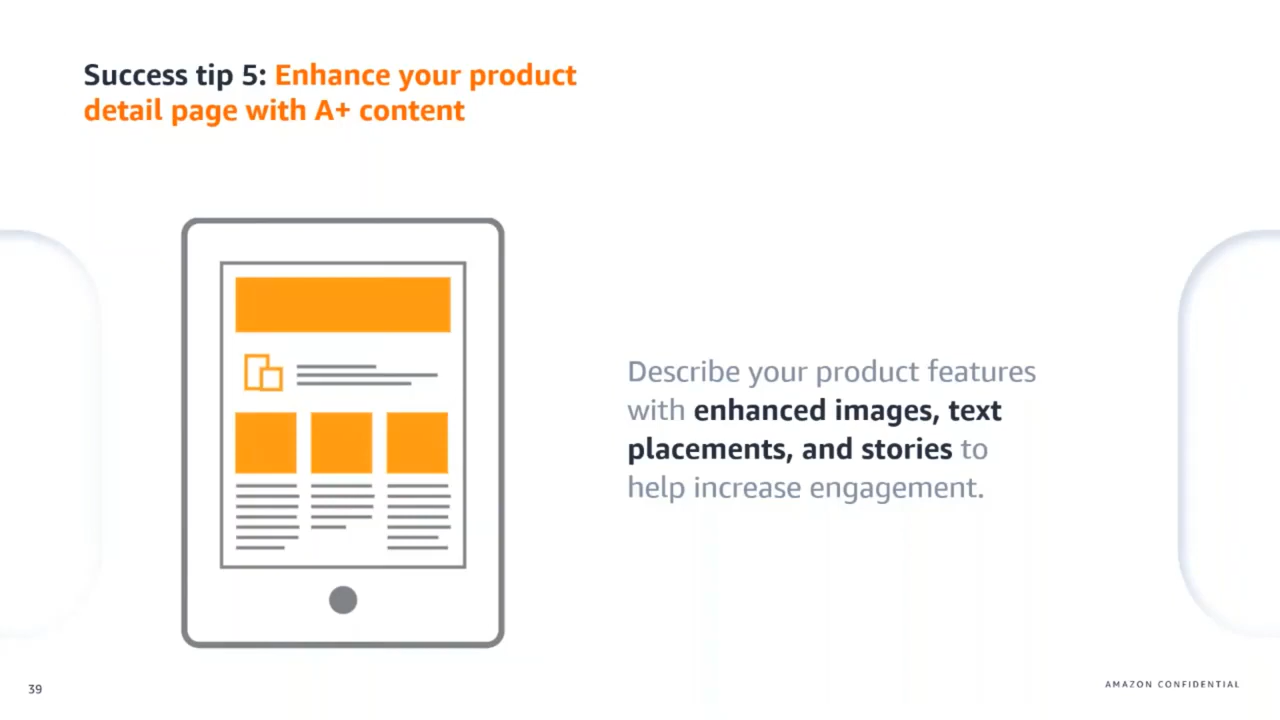 Success tip 5: Enhance your product
detail page with A+ content
Describe your product features
with enhanced images, text
placements, and stories to
help increase engagement.
39
AMAZON CONFIDENTIAL